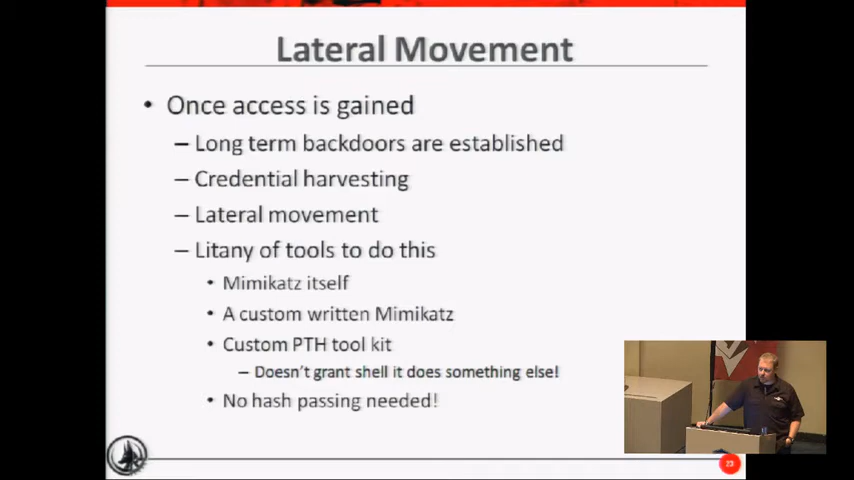 Lateral Movement
• Once access is gained
– Long term backdoors are established
– Credential harvesting
– Lateral movement
– Litany of tools to do this
• Mimikatz itself
• A custom written Mimikatz
• Custom PTH tool kit
– Doesn't grant shell it does something else!
• No hash passing needed!
23